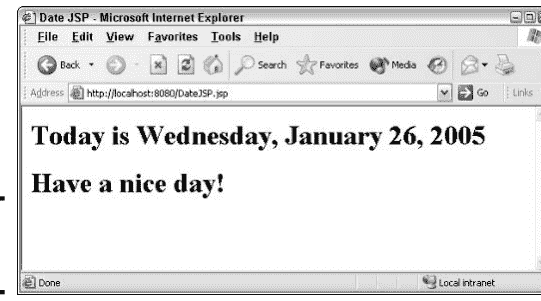 Date JSP - Microsoft Internet Explorer
File Edit View Favorites Tools Help
Back Search Favorites Media
Address http://localhost:8080/DateJSP.jsp Go Links
Today is Wednesday, January 26, 2005
Have a nice day!
Done Local intranet